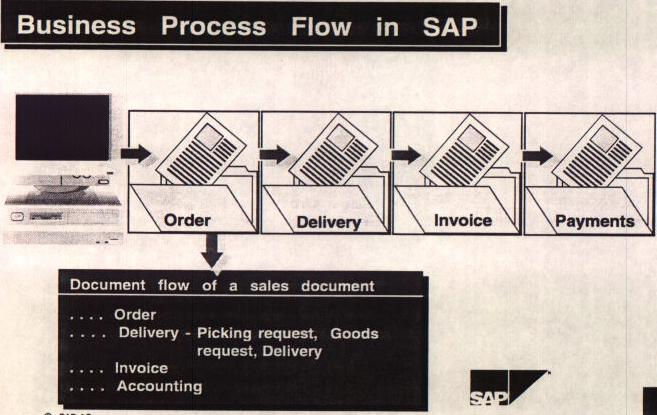 Business Process Flow in SAP
Order
Delivery
Invoice
Payments
Document flow of a sales document
.... Order
.... Delivery - Picking request, Goods
request, Delivery
.... Invoice
.... Accounting
SAP